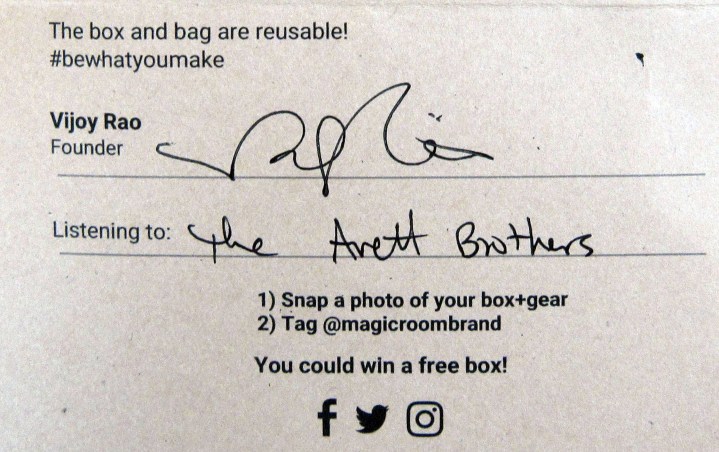 The box and bag are reusable!
#bewhatyoumake
Vijoy Rao
Founder
Listening to: The Avett Brothers
1) Snap a photo of your box+gear
2) Tag @magicroombrand
You could win a free box!